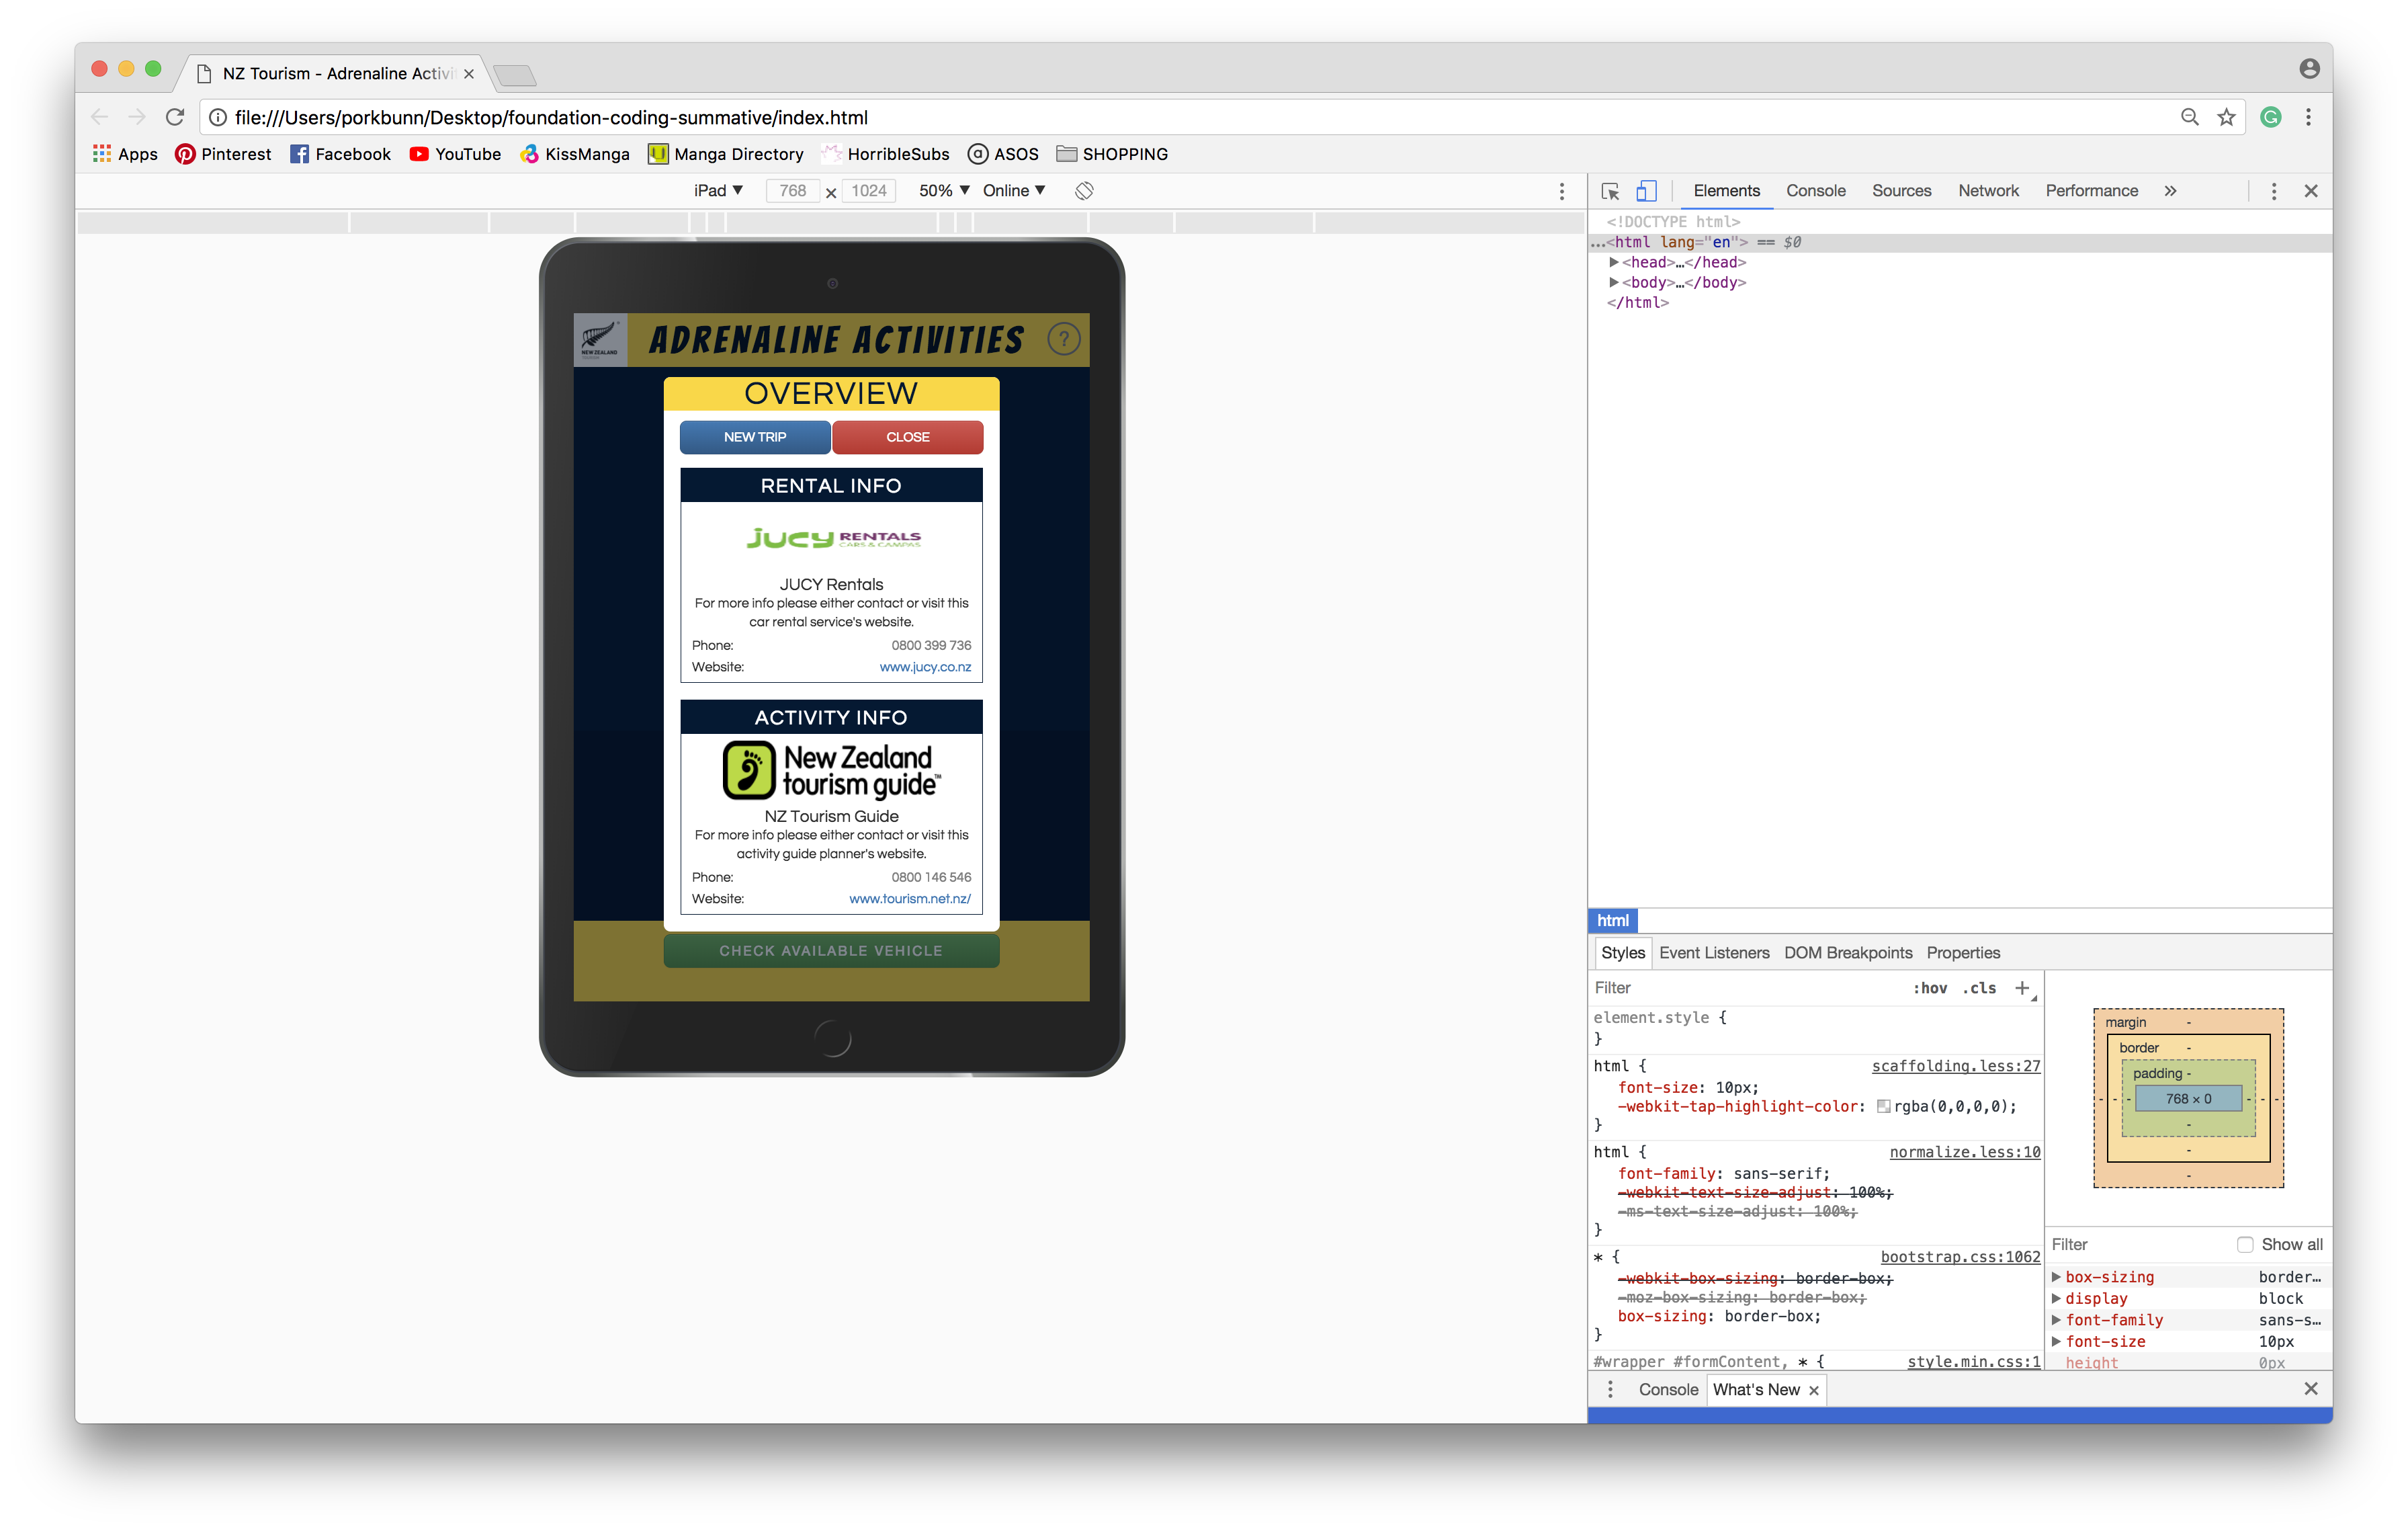 NZ Tourism - Adrenaline Activi
file:///Users/porkbunn/Desktop/foundation-coding-summative/index.html
Apps Pinterest Facebook YouTube KissManga Manga Directory HorribleSubs ASOS SHOPPING
iPad 768 x 1024 50% Online
NEW ZEALAND
ADRENALINE ACTIVITIES ?
OVERVIEW
NEW TRIP CLOSE
RENTAL INFO
JUCY RENTALS
CARS & CAMPAS
JUCY Rentals
For more info please either contact or visit this
car rental service's website.
Phone: 0800 399 736
Website: www.jucy.co.nz
ACTIVITY INFO
New Zealand
tourism guide™
NZ Tourism Guide
For more info please either contact or visit this
activity guide planner's website.
Phone: 0800 146 546
Website: www.tourism.net.nz/
CHECK AVAILABLE VEHICLE
Elements Console Sources Network Performance »
<!DOCTYPE html>
…<html lang="en"> == $0
<head>…</head>
<body>…</body>
</html>
html
Styles Event Listeners DOM Breakpoints Properties
Filter :hov .cls +
element.style {
}
html { scaffolding.less:27
font-size: 10px;
-webkit-tap-highlight-color: rgba(0,0,0,0);
}
html { normalize.less:10
font-family: sans-serif;
-webkit-text-size-adjust: 100%;
-ms-text-size-adjust: 100%;
}
* { bootstrap.css:1062
-webkit-box-sizing: border-box;
-moz-box-sizing: border-box;
box-sizing: border-box;
}
#wrapper #formContent, * { style.min.css:1
margin -
border -
padding -
768 × 0
Filter Show all
box-sizing border…
display block
font-family sans-s…
font-size 10px
height 0px
Console What's New